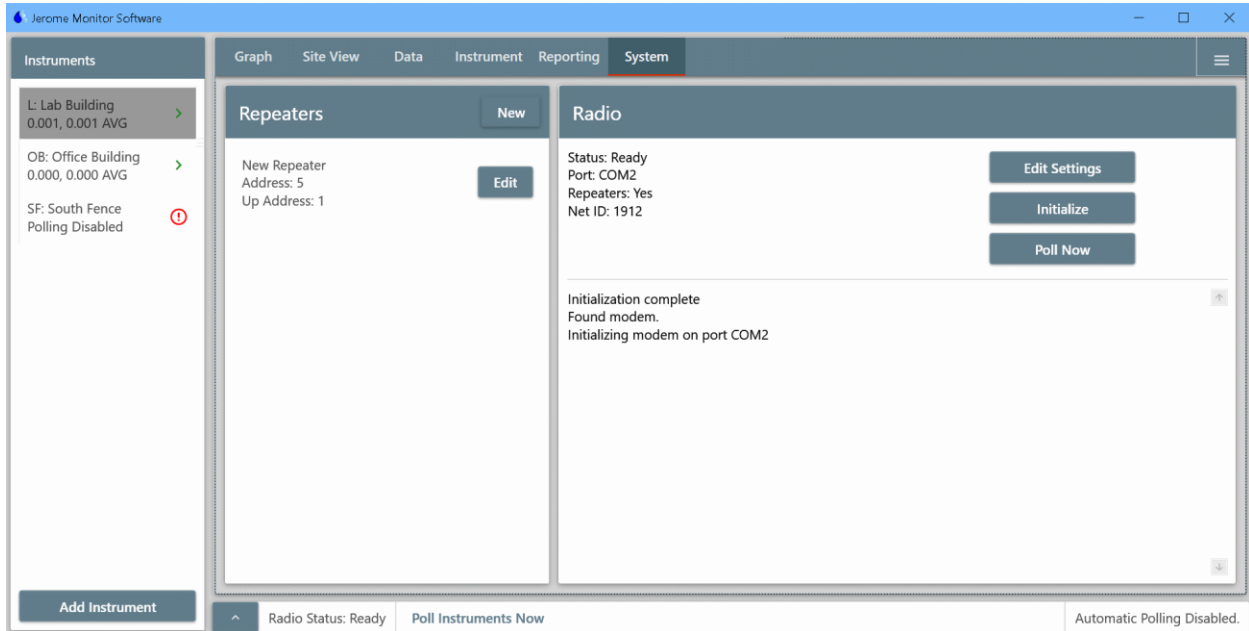 Jerome Monitor Software
Instruments
L: Lab Building
0.001, 0.001 AVG
OB: Office Building
0.000, 0.000 AVG
SF: South Fence
Polling Disabled
Add Instrument
Graph Site View Data Instrument Reporting System
Repeaters New
New Repeater
Address: 5
Up Address: 1
Edit
Radio
Status: Ready
Port: COM2
Repeaters: Yes
Net ID: 1912
Edit Settings
Initialize
Poll Now
Initialization complete
Found modem.
Initializing modem on port COM2
Radio Status: Ready Poll Instruments Now Automatic Polling Disabled.